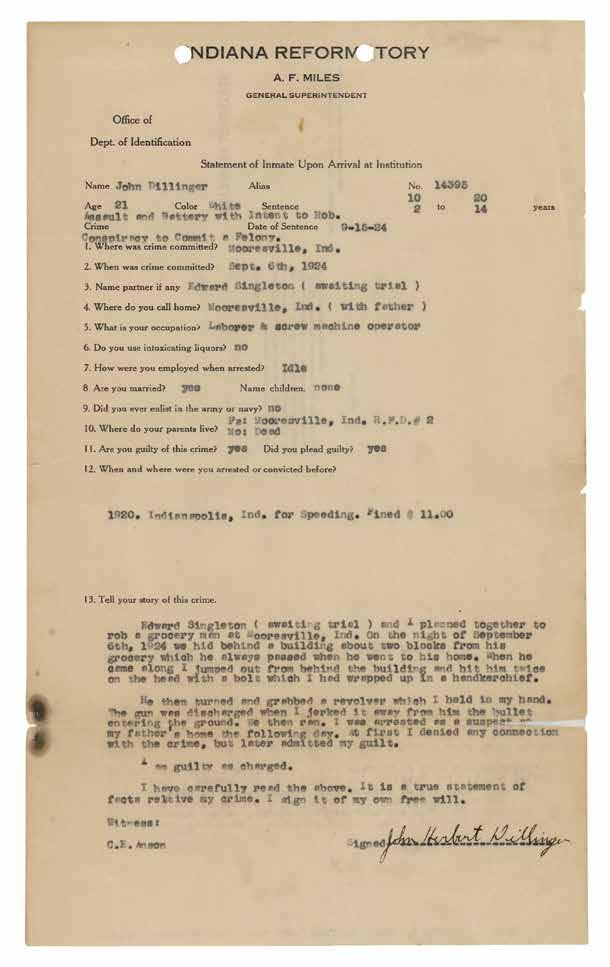 INDIANA REFORMATORY
A. F. MILES
GENERAL SUPERINTENDENT
Office of
Dept. of Identification
Statement of Inmate Upon Arrival at Institution
Name John Dillinger Alias No. 14395
10 20
Age 21 Color White Sentence 2 to 14 years
Assault and Battery with Intent to Rob.
Crime Date of Sentence 9-15-24
Conspiracy to Commit a Felony.
1. Where was crime committed? Mooresville, Ind.
2. When was crime committed? Sept. 6th, 1924
3. Name partner if any Edward Singleton ( awaiting trial )
4. Where do you call home? Mooresville, Ind. ( with father )
5. What is your occupation? Laborer & screw machine operator
6. Do you use intoxicating liquors? no
7. How were you employed when arrested? Idle
8. Are you married? yes Name children. none
9. Did you ever enlist in the army or navy? no
Fa: Mooresville, Ind. R.F.D.# 2
10. Where do your parents live? Mo: Dead
11. Are you guilty of this crime? yes Did you plead guilty? yes
12. When and where were you arrested or convicted before?
1920. Indianapolis, Ind. for Speeding. Fined $ 11.00
13. Tell your story of this crime.
Edward Singleton ( awaiting trial ) and I planned together to
rob a grocery man at Mooresville, Ind. On the night of September
6th, 1924 we hid behind a building about two blocks from his
grocery which he always passed when he went to his home. When he
came along I jumped out from behind the building and hit him twice
on the head with a bolt which I had wrapped up in a handkerchief.
He then turned and grabbed a revolver which I held in my hand.
The gun was discharged when I jerked it away from him the bullet
entering the ground. We then ran. I was arrested as a suspect at
my father's home the following day. At first I denied any connection
with the crime, but later admitted my guilt.
I am guilty as charged.
I have carefully read the above. It is a true statement of
facts relative my crime. I sign it of my own free will.
Witness:
C.E. Anson Signed John Herbert Dillinger